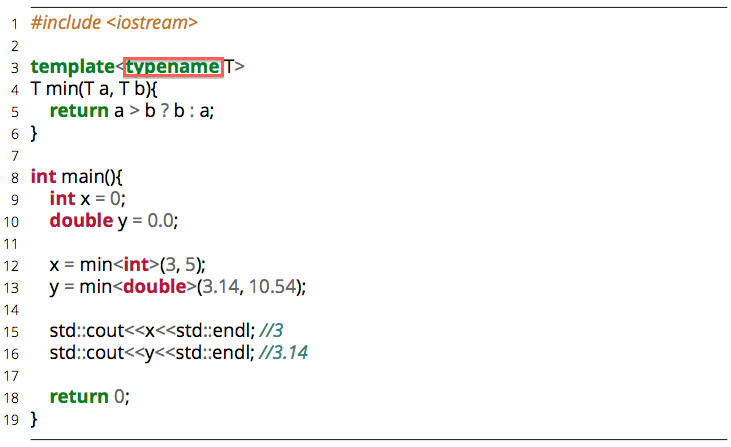 1 #include <iostream>
2
3 template<typename T>
4 T min(T a, T b){
5     return a > b ? b : a;
6 }
7
8 int main(){
9     int x = 0;
10     double y = 0.0;
11
12     x = min<int>(3, 5);
13     y = min<double>(3.14, 10.54);
14
15     std::cout<<x<<std::endl; //3
16     std::cout<<y<<std::endl; //3.14
17
18     return 0;
19 }